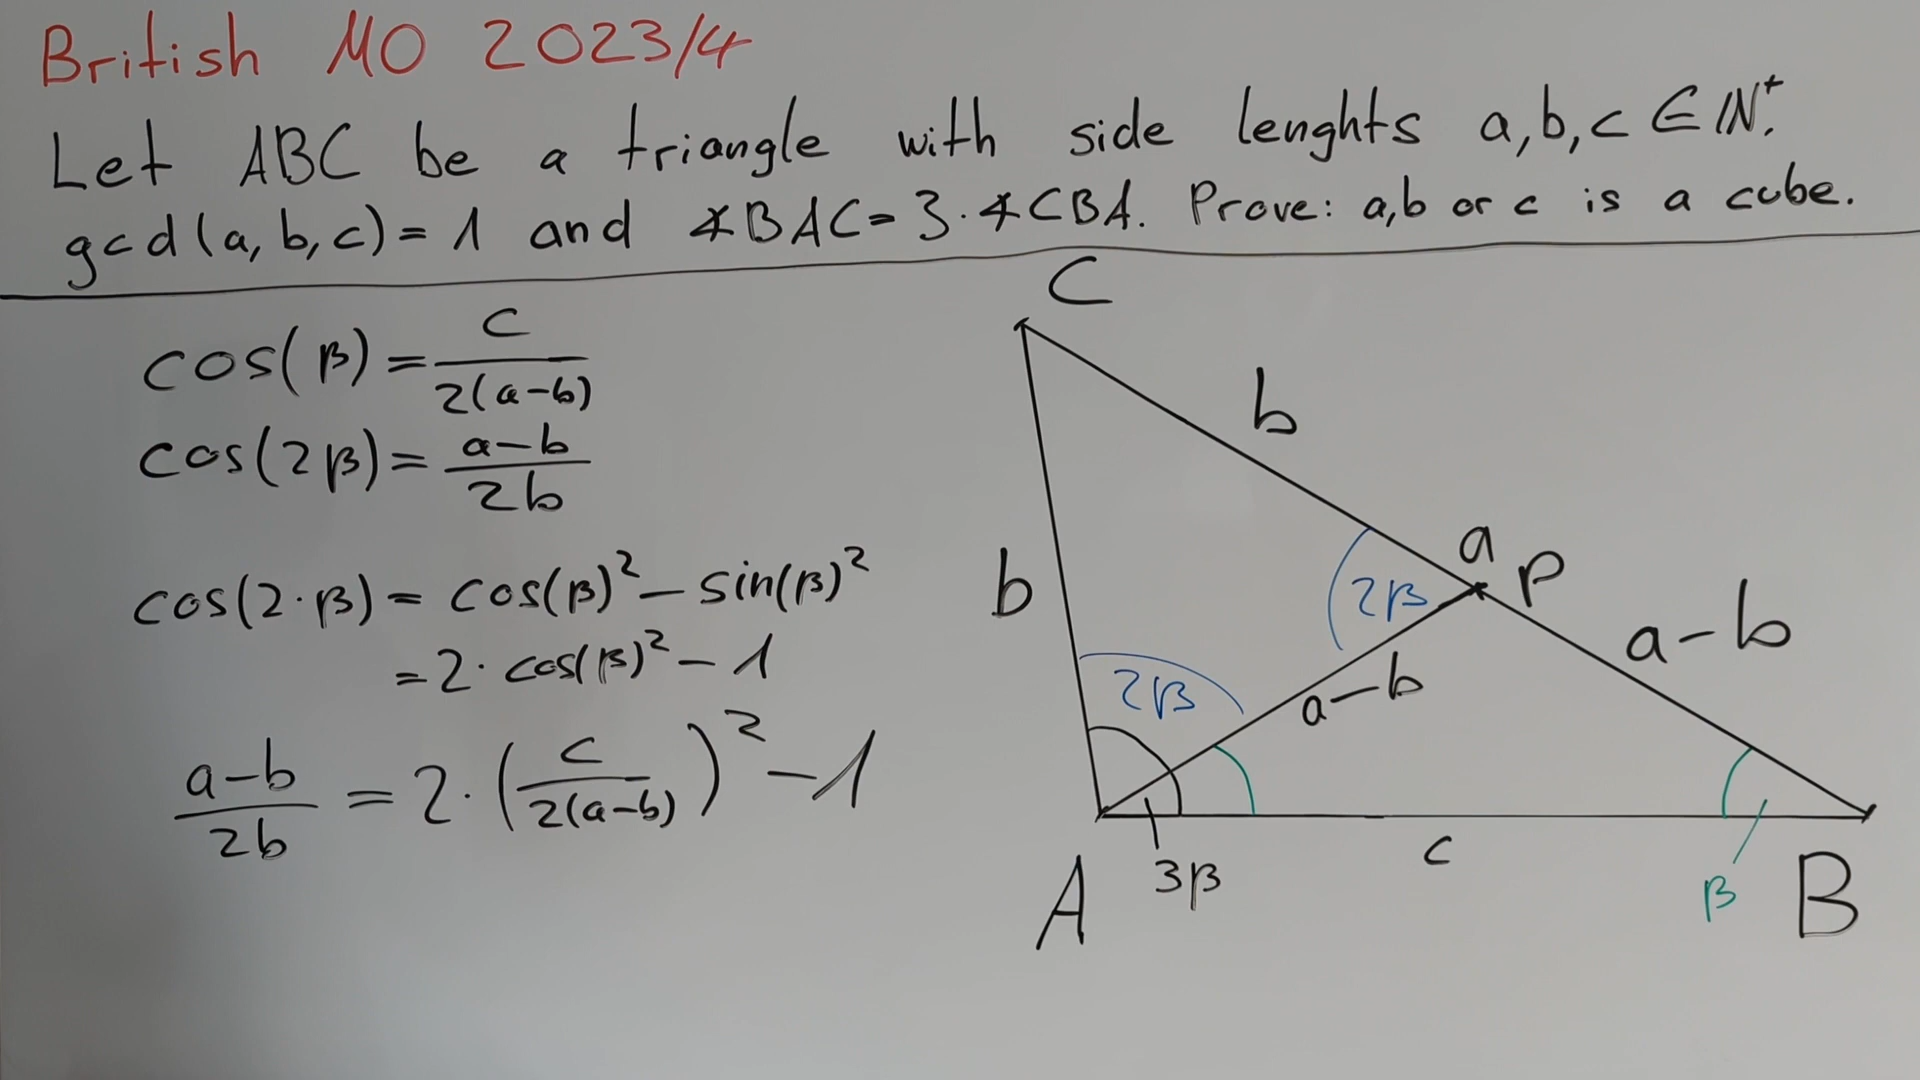 British MO 2023/4
Let ABC be a triangle with side lenghts a,b,c ∈ ℕ⁺.
gcd(a,b,c)=1 and ∢BAC=3·∢CBA. Prove: a,b or c is a cube.
cos(β)=c/2(a-b)
cos(2β)=a-b/2b
cos(2·β)=cos(β)²-sin(β)²
=2·cos(β)²-1
a-b/2b=2·(c/2(a-b))²-1
C
b
a
P
b
2β
a-b
2β
a-b
c
A
3β
β
B